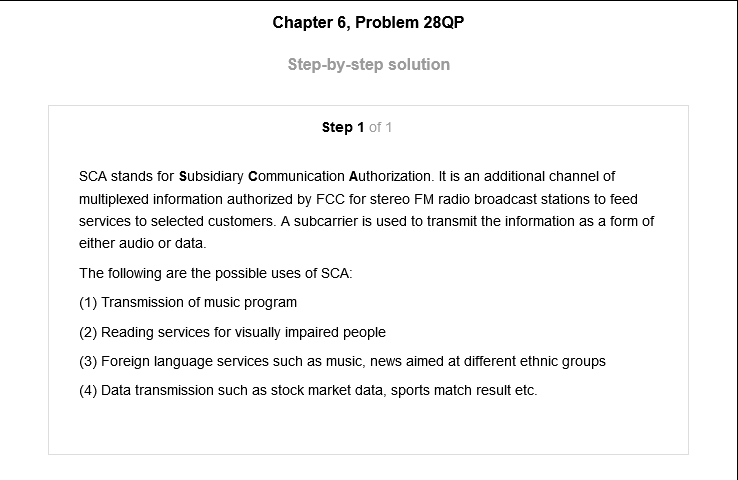 Chapter 6, Problem 28QP
Step-by-step solution
Step 1 of 1
SCA stands for Subsidiary Communication Authorization. It is an additional channel of
multiplexed information authorized by FCC for stereo FM radio broadcast stations to feed
services to selected customers. A subcarrier is used to transmit the information as a form of
either audio or data.
The following are the possible uses of SCA:
(1) Transmission of music program
(2) Reading services for visually impaired people
(3) Foreign language services such as music, news aimed at different ethnic groups
(4) Data transmission such as stock market data, sports match result etc.